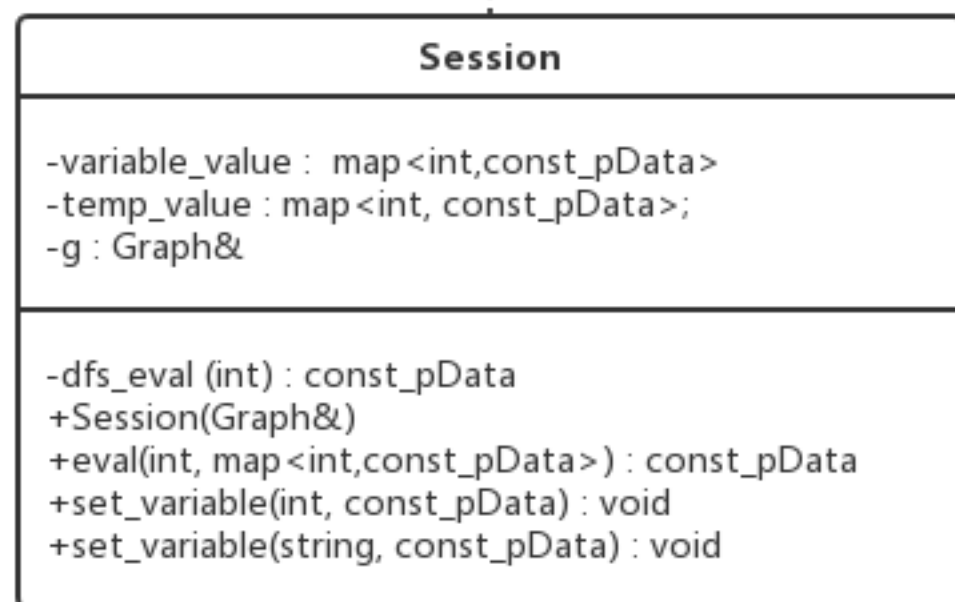 Session
-variable_value :  map<int,const_pData>
-temp_value : map<int, const_pData>;
-g : Graph&
-dfs_eval (int) : const_pData
+Session(Graph&)
+eval(int, map<int,const_pData>) : const_pData
+set_variable(int, const_pData) : void
+set_variable(string, const_pData) : void